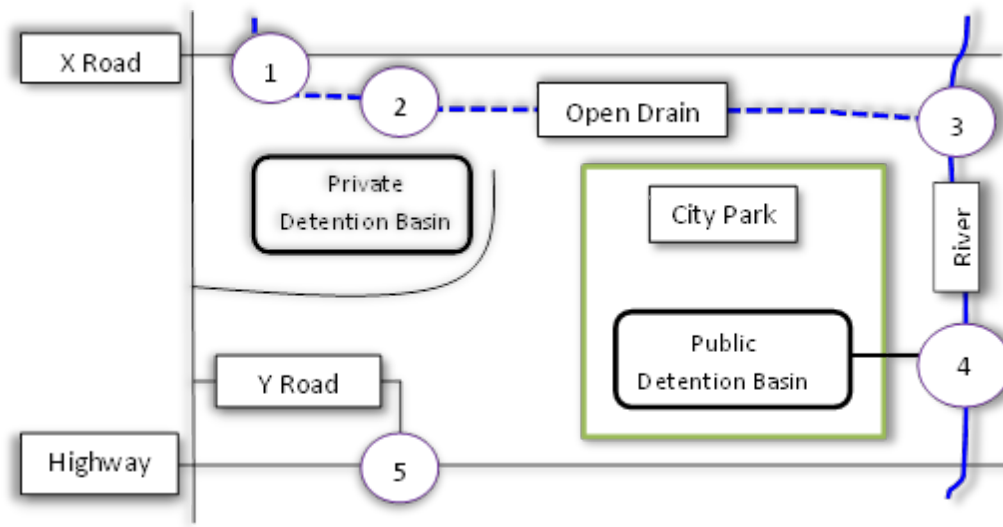 X Road
1
2
Open Drain
3
Private
Detention Basin
City Park
River
Public
Detention Basin
4
Y Road
Highway
5